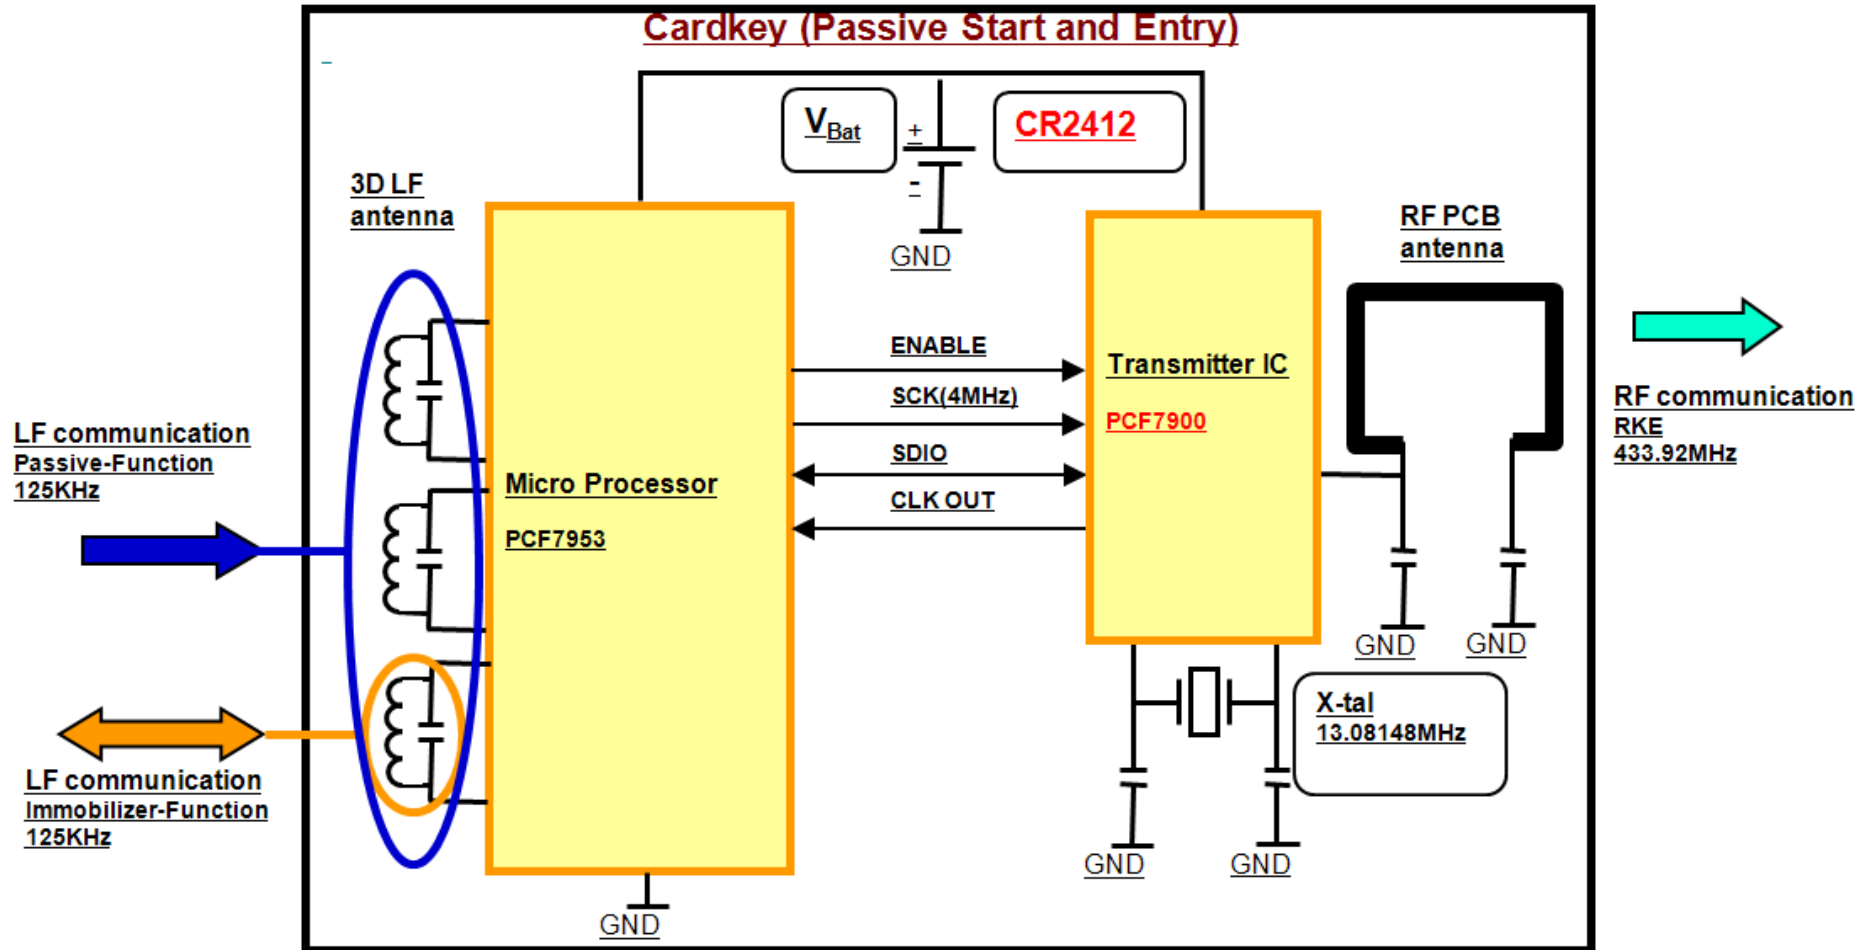 Cardkey (Passive Start and Entry)
V Bat
+
-
CR2412
GND
3D LF
antenna
RF PCB
antenna
LF communication
Passive-Function
125KHz
Micro Processor
PCF7953
ENABLE
SCK(4MHz)
SDIO
CLK OUT
Transmitter IC
PCF7900
RF communication
RKE
433.92MHz
GND
GND
X-tal
13.08148MHz
LF communication
Immobilizer-Function
125KHz
GND
GND
GND